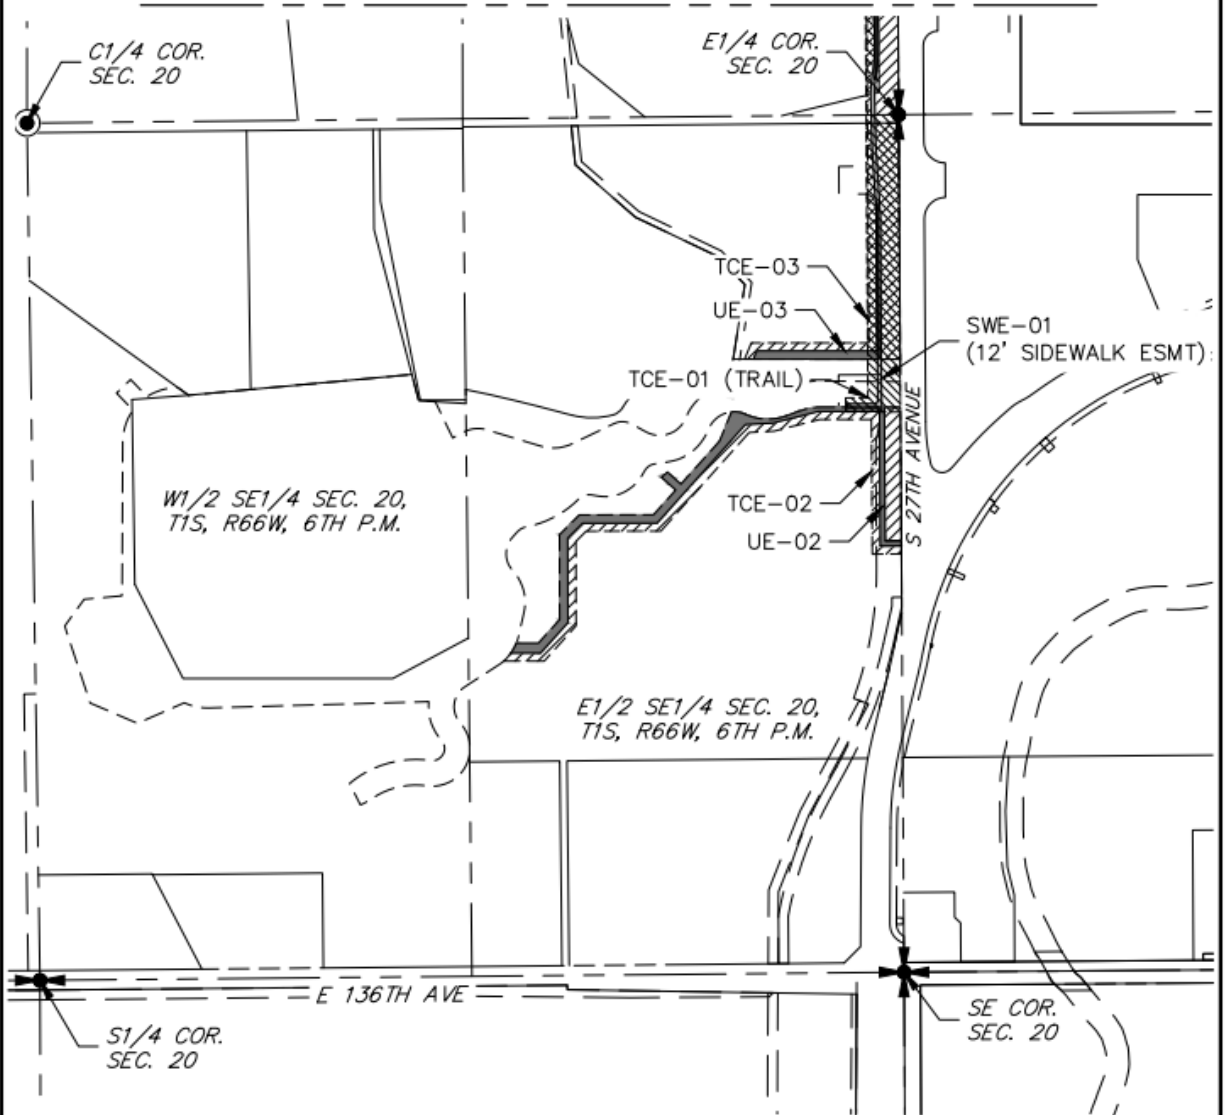 C1/4 COR.
SEC. 20
E1/4 COR.
SEC. 20
TCE-03
UE-03
SWE-01
(12' SIDEWALK ESMT)
TCE-01 (TRAIL)
S 27TH AVENUE
W1/2 SE1/4 SEC. 20,
T1S, R66W, 6TH P.M.
TCE-02
UE-02
E1/2 SE1/4 SEC. 20,
T1S, R66W, 6TH P.M.
E 136TH AVE
S1/4 COR.
SEC. 20
SE COR.
SEC. 20